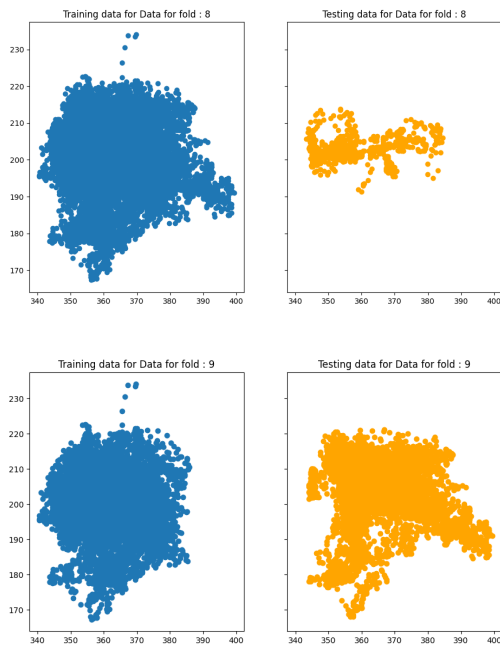 Training data for Data for fold : 8
Testing data for Data for fold : 8
230
220
210
200
190
180
170
340 350 360 370 380 390 400
340 350 360 370 380 390 400
Training data for Data for fold : 9
Testing data for Data for fold : 9
230
220
210
200
190
180
170
340 350 360 370 380 390 400
340 350 360 370 380 390 400